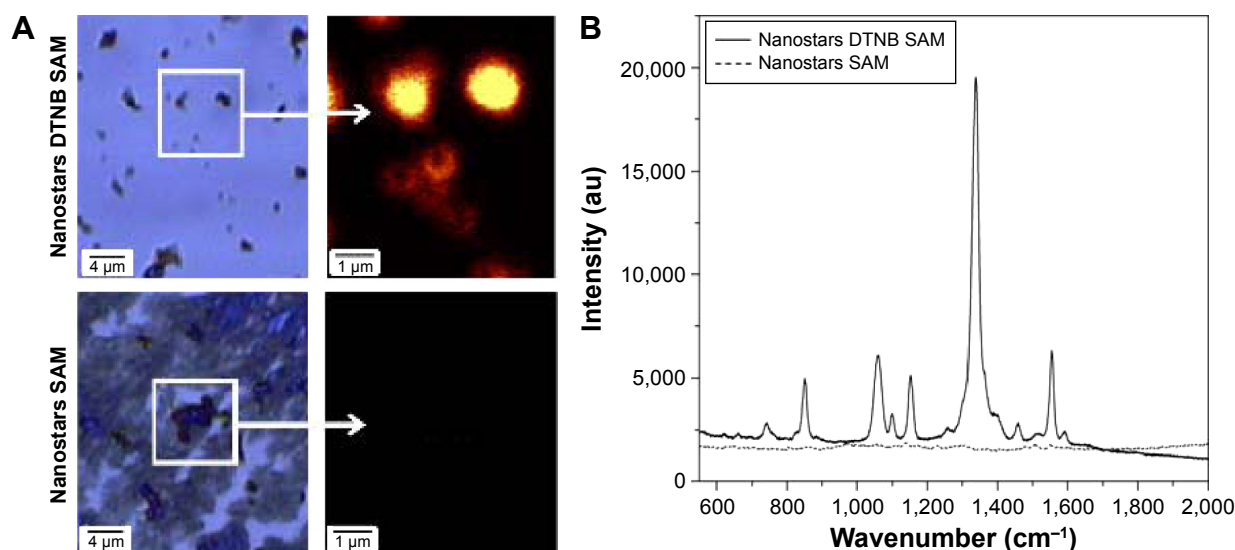 A
Nanostars DTNB SAM
4 µm
1 µm
Nanostars SAM
4 µm
1 µm
B
Nanostars DTNB SAM
Nanostars SAM
Intensity (au)
20,000
15,000
10,000
5,000
0
600
800
1,000
1,200
1,400
1,600
1,800
2,000
Wavenumber (cm⁻¹)